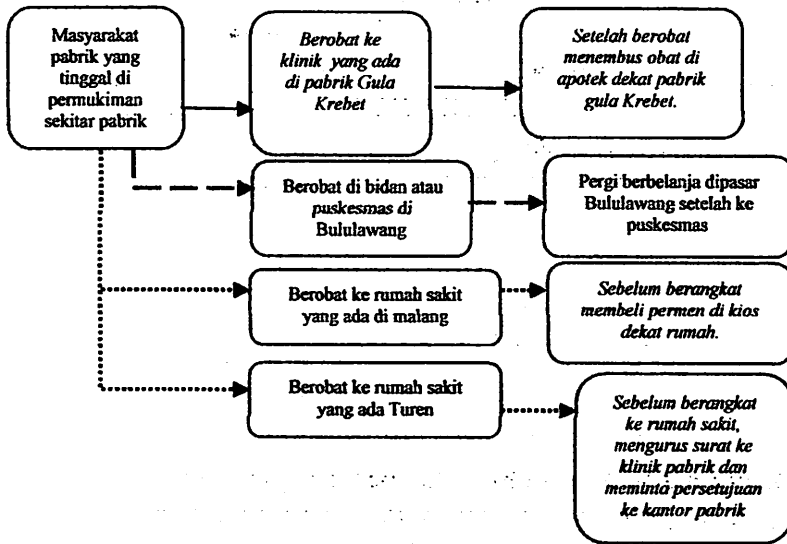 Masyarakat
pabrik yang
tinggal di
permukiman
sekitar pabrik
Berobat ke
klinik yang ada
di pabrik Gula
Krebet
Setelah berobat
menembus obat di
apotek dekat pabrik
gula Krebet.
Berobat di bidan atau
puskesmas di
Bululawang
Pergi berbelanja dipasar
Bululawang setelah ke
puskesmas
Berobat ke rumah sakit
yang ada di malang
Sebelum berangkat
membeli permen di kios
dekat rumah.
Berobat ke rumah sakit
yang ada Turen
Sebelum berangkat
ke rumah sakit,
mengurus surat ke
klinik pabrik dan
meminta persetujuan
ke kantor pabrik